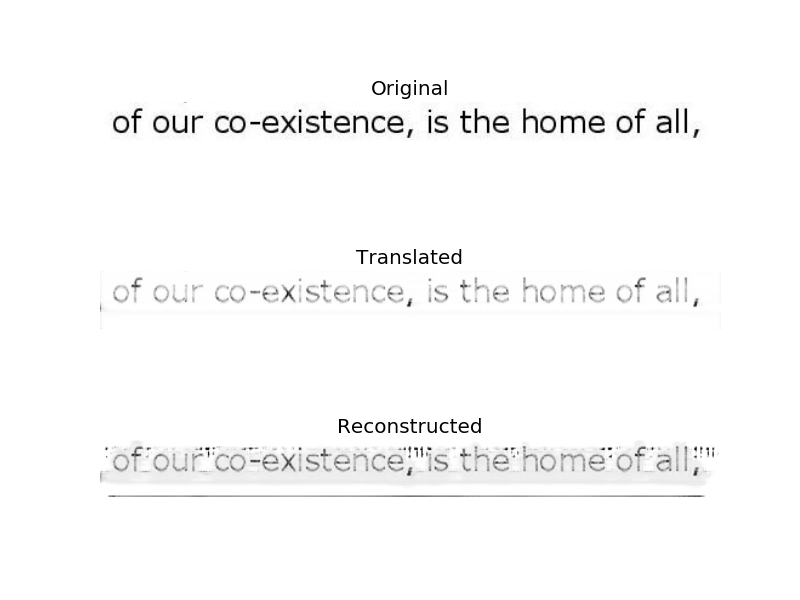 Original
of our co-existence, is the home of all,
Translated
of our co-existence, is the home of all,
Reconstructed
of our co-existence, is the home of all,